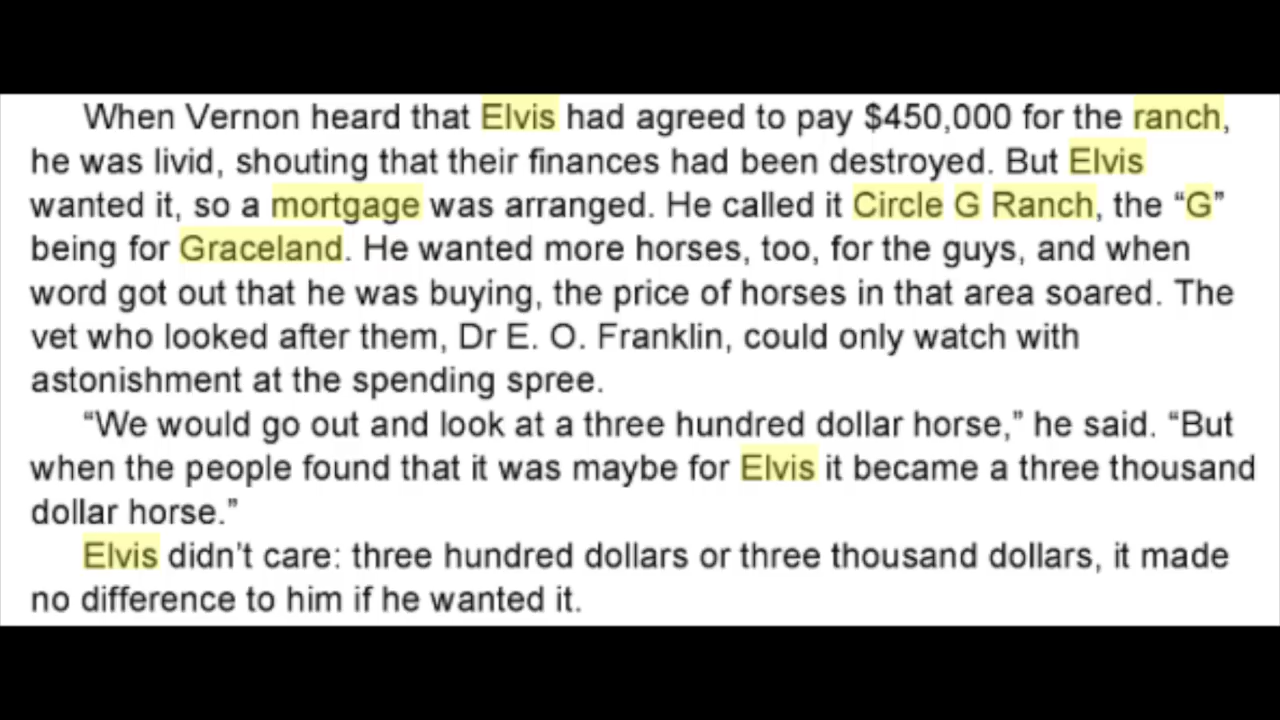 When Vernon heard that Elvis had agreed to pay $450,000 for the ranch,
he was livid, shouting that their finances had been destroyed. But Elvis
wanted it, so a mortgage was arranged. He called it Circle G Ranch, the “G”
being for Graceland. He wanted more horses, too, for the guys, and when
word got out that he was buying, the price of horses in that area soared. The
vet who looked after them, Dr E. O. Franklin, could only watch with
astonishment at the spending spree.
“We would go out and look at a three hundred dollar horse,” he said. “But
when the people found that it was maybe for Elvis it became a three thousand
dollar horse.”
Elvis didn’t care: three hundred dollars or three thousand dollars, it made
no difference to him if he wanted it.